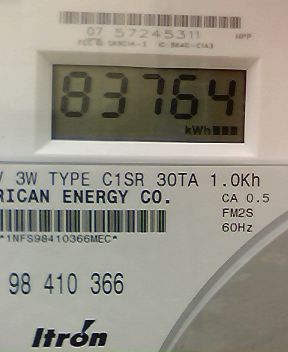 07 57245311
83764
kWh
V 3W TYPE C1SR 30TA 1.0Kh
RICAN ENERGY CO.
CA 0.5
FM2S
60Hz
*1NFS98410366MEC*
98 410 366
Itron